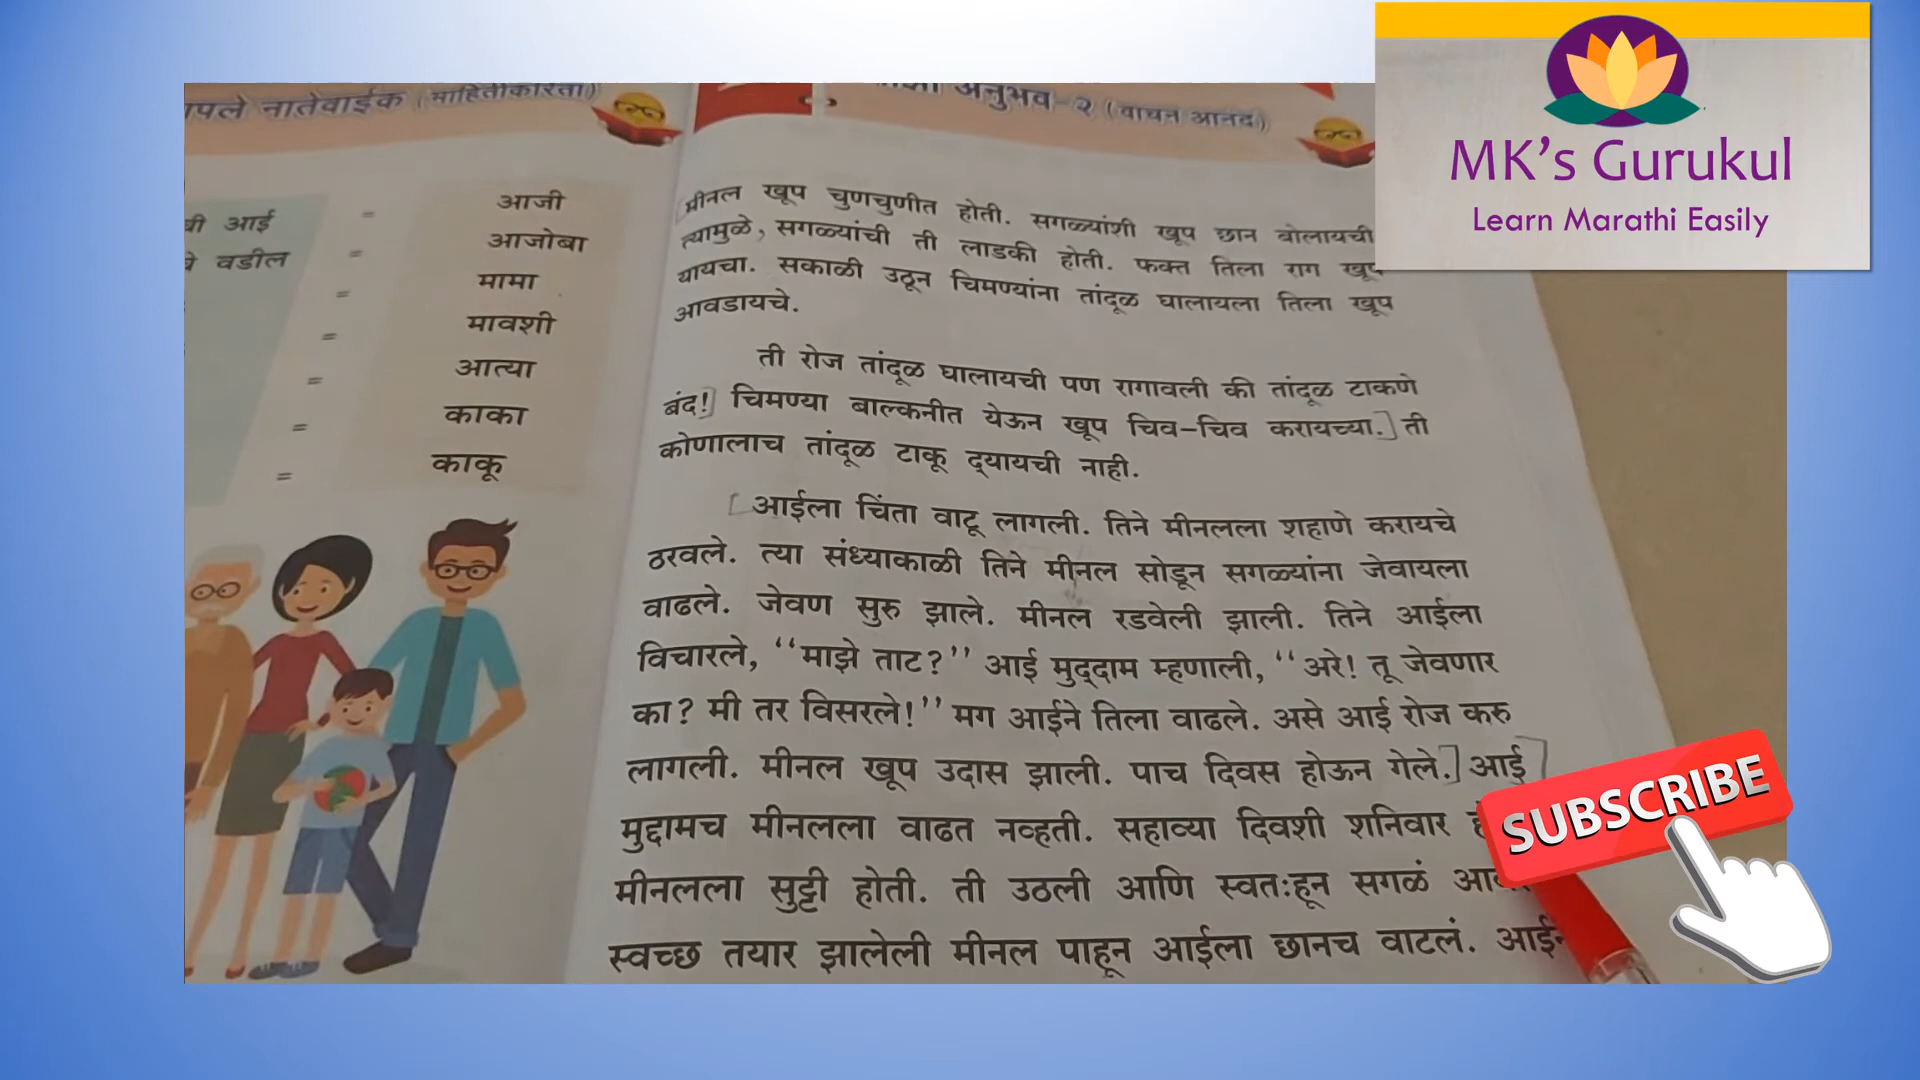 नातेवाईक (माहितीकरिता)
आई = आजी
वडील = आजोबा
= मामा
= मावशी
= आत्या
= काका
= काकू
अनुभव-२ (वाचन आनंद)
मीनल खूप चुणचुणीत होती. सगळ्यांशी खूप छान बोलायची
त्यामुळे, सगळ्यांची ती लाडकी होती. फक्त तिला राग खूप
यायचा. सकाळी उठून चिमण्यांना तांदूळ घालायला तिला खूप
आवडायचे.
ती रोज तांदूळ घालायची पण रागावली की तांदूळ टाकणे
बंद!] चिमण्या बाल्कनीत येऊन खूप चिव-चिव करायच्या.] ती
कोणालाच तांदूळ टाकू द्यायची नाही.
[आईला चिंता वाटू लागली. तिने मीनलला शहाणे करायचे
ठरवले. त्या संध्याकाळी तिने मीनल सोडून सगळ्यांना जेवायला
वाढले. जेवण सुरु झाले. मीनल रडवेली झाली. तिने आईला
विचारले, ''माझे ताट?'' आई मुद्दाम म्हणाली, ''अरे! तू जेवणार
का? मी तर विसरले!'' मग आईने तिला वाढले. असे आई रोज करु
लागली. मीनल खूप उदास झाली. पाच दिवस होऊन गेले.] आई
मुद्दामच मीनलला वाढत नव्हती. सहाव्या दिवशी शनिवार
मीनलला सुट्टी होती. ती उठली आणि स्वतःहून सगळं
स्वच्छ तयार झालेली मीनल पाहून आईला छानच वाटलं.
MK's Gurukul
Learn Marathi Easily
SUBSCRIBE